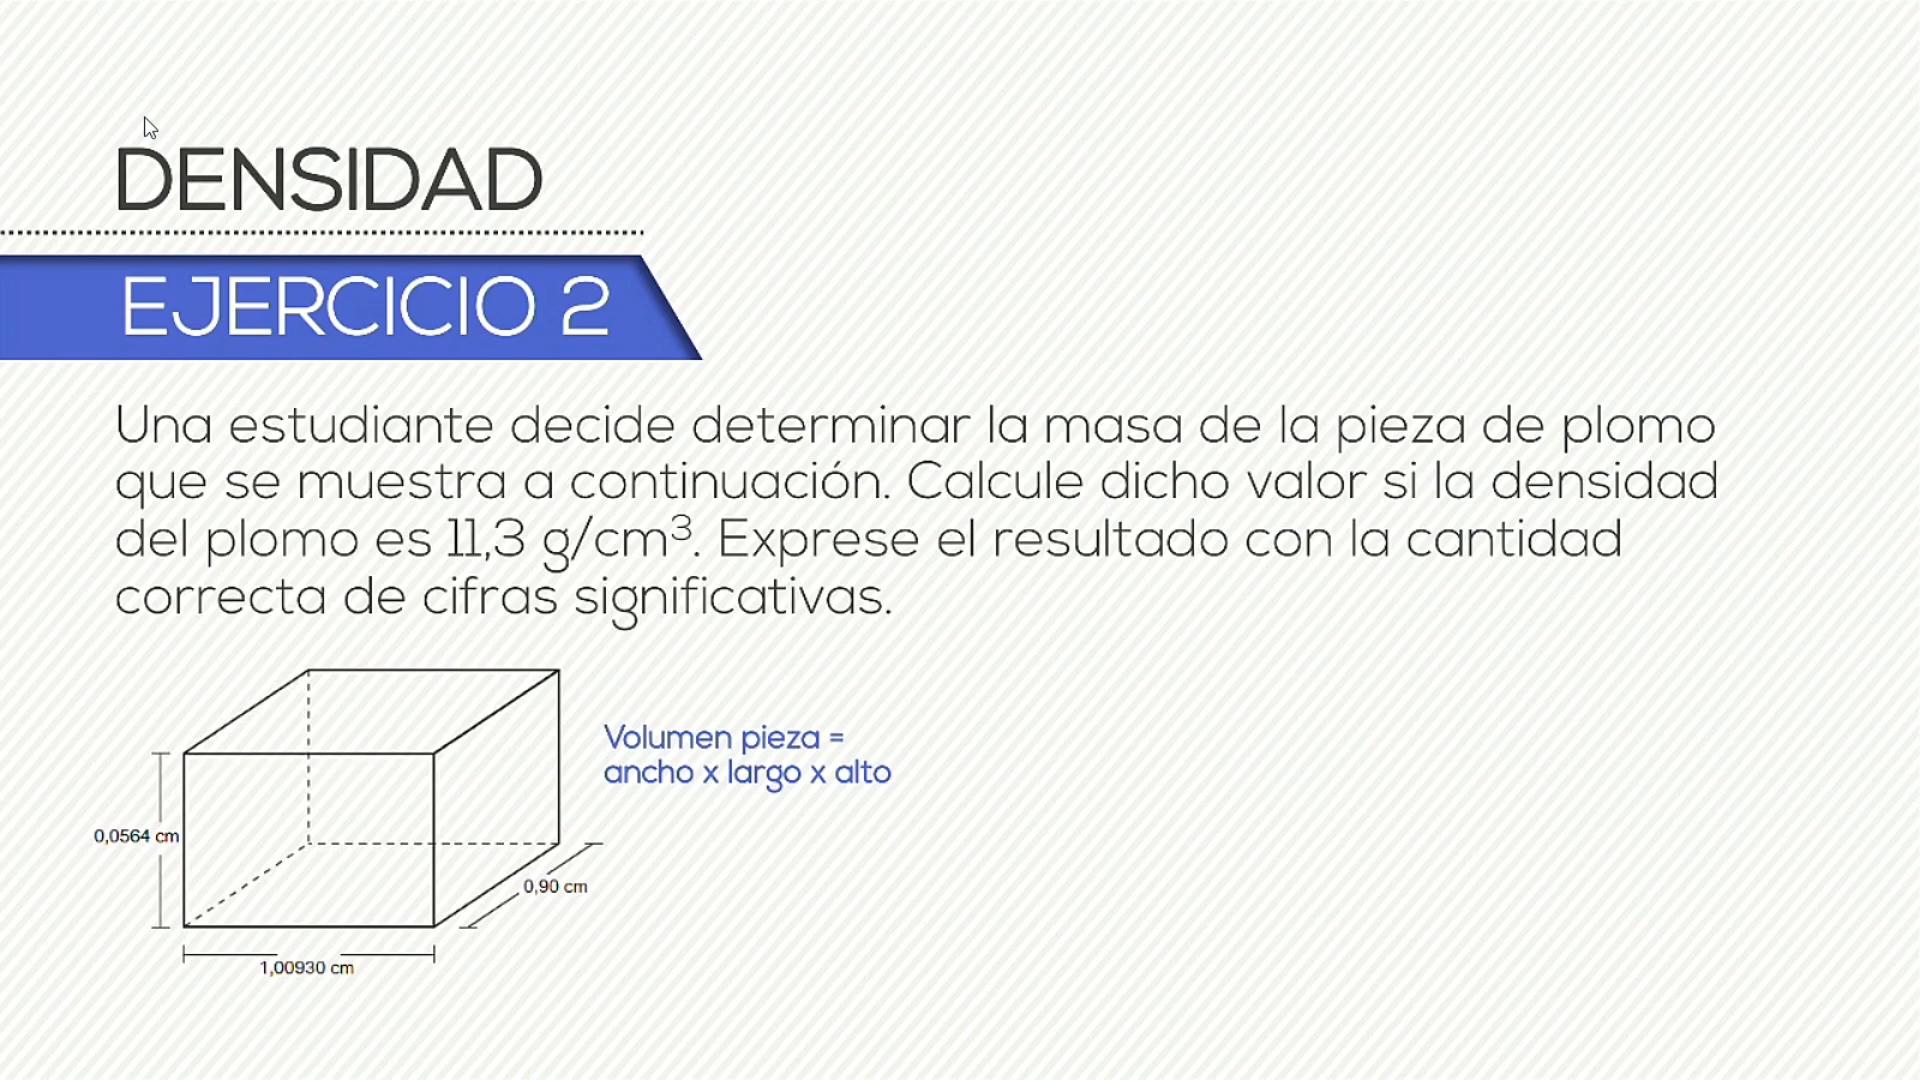 DENSIDAD
EJERCICIO 2
Una estudiante decide determinar la masa de la pieza de plomo
que se muestra a continuación. Calcule dicho valor si la densidad
del plomo es 11,3 g/cm³. Exprese el resultado con la cantidad
correcta de cifras significativas.
Volumen pieza =
ancho x largo x alto
0,0564 cm
0,90 cm
1,00930 cm